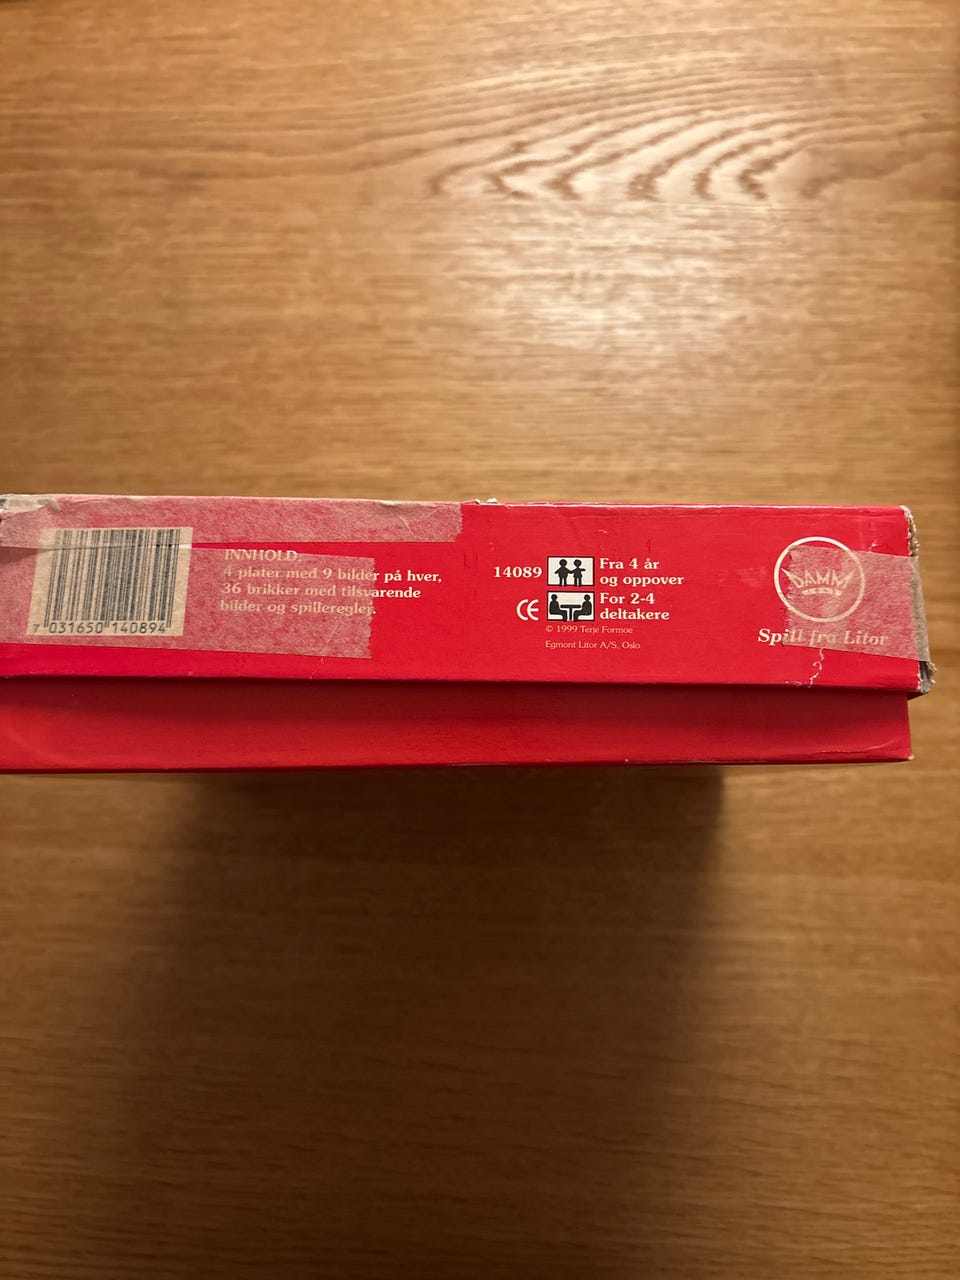 7 031650 140894
INNHOLD:
4 plater med 9 bilder på hver,
36 brikker med tilsvarende
bilder og spilleregler.
14089
Fra 4 år
og oppover
CE
For 2-4
deltakere
© 1999 Terje Formoe
Egmont Litor A/S, Oslo
DAMM
Spill fra Litor